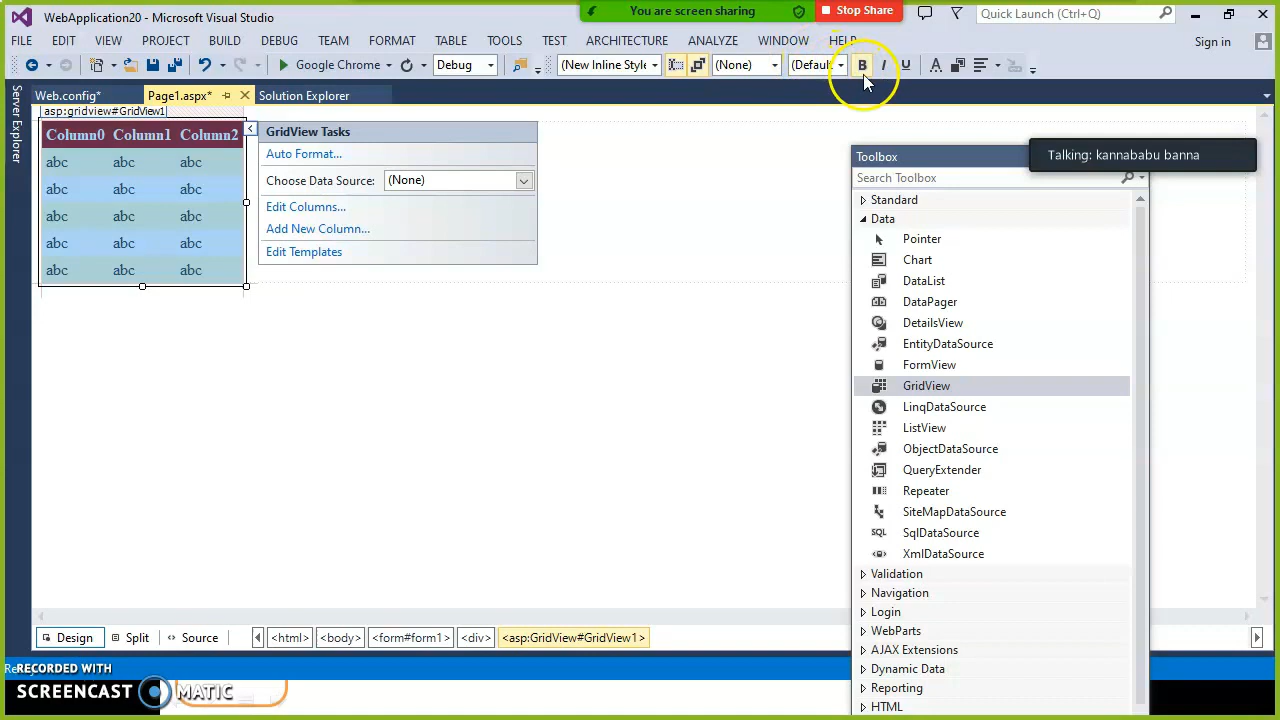 WebApplication20 - Microsoft Visual Studio
You are screen sharing
Stop Share
Quick Launch (Ctrl+Q)
FILE EDIT VIEW PROJECT BUILD DEBUG TEAM FORMAT TABLE TOOLS TEST ARCHITECTURE ANALYZE WINDOW HELP
Sign in
Google Chrome
Debug
(New Inline Style
(None)
(Default
B I U A
Web.config*
Page1.aspx*
Solution Explorer
Server Explorer
asp:gridview#GridView1
Column0 Column1 Column2
abc abc abc
abc abc abc
abc abc abc
abc abc abc
abc abc abc
GridView Tasks
Auto Format...
Choose Data Source: (None)
Edit Columns...
Add New Column...
Edit Templates
Toolbox
Talking: kannababu banna
Search Toolbox
Standard
Data
Pointer
Chart
DataList
DataPager
DetailsView
EntityDataSource
FormView
GridView
LinqDataSource
ListView
ObjectDataSource
QueryExtender
Repeater
SiteMapDataSource
SQL SqlDataSource
XmlDataSource
Validation
Navigation
Login
WebParts
AJAX Extensions
Dynamic Data
Reporting
HTML
Design Split Source
<html> <body> <form#form1> <div> <asp:GridView#GridView1>
RECORDED WITH
SCREENCAST MATIC